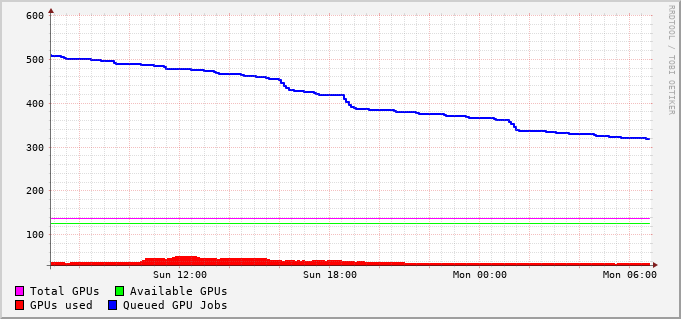 600
500
400
300
200
100
Sun 12:00 Sun 18:00 Mon 00:00 Mon 06:00
Total GPUs Available GPUs
GPUs used Queued GPU Jobs
RRDTOOL / TOBI OETIKER